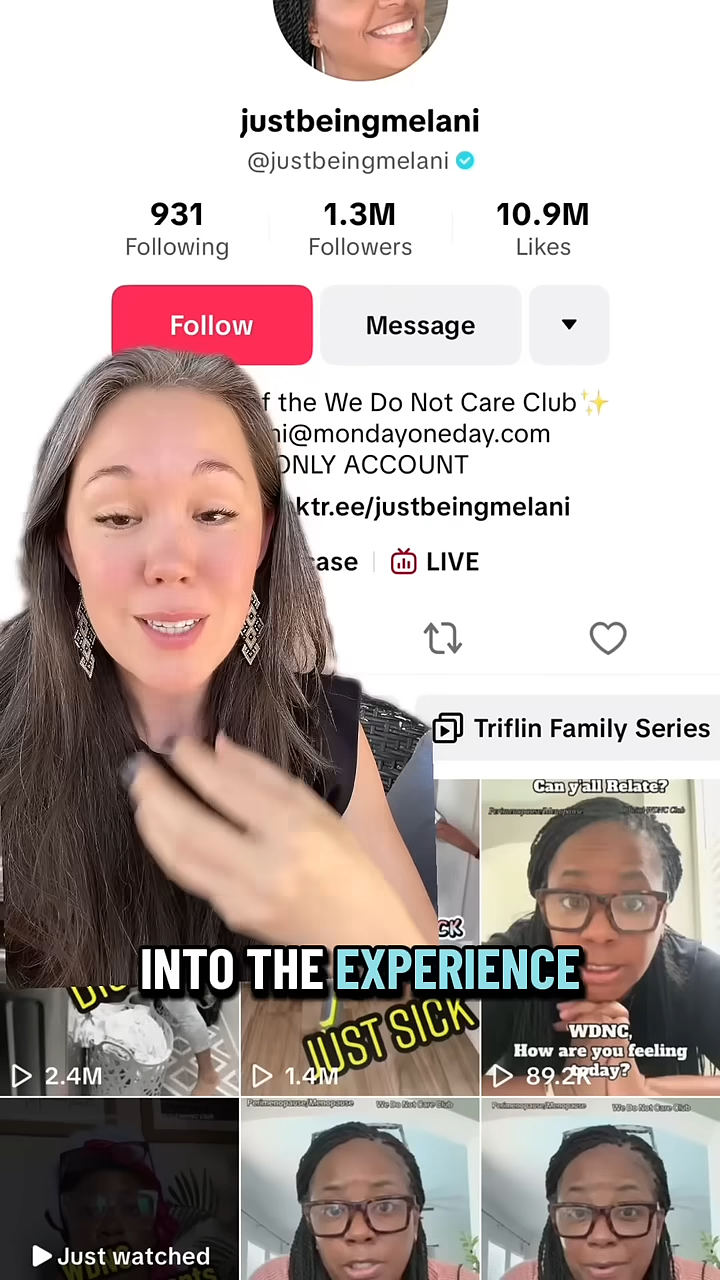 justbeingmelani
@justbeingmelani
931
Following
1.3M
Followers
10.9M
Likes
Follow
Message
f the We Do Not Care Club✨
ni@mondayoneday.com
ONLY ACCOUNT
ktr.ee/justbeingmelani
case
LIVE
Triflin Family Series
Can y'all Relate?
Perimenopause/Menopause
INTO THE EXPERIENCE
JUST SICK
WDNC,
How are you feeling
today?
2.4M
1.4M
89.2K
Perimenopause/Menopause
We Do Not Care Club
Perimenopause/Menopause
We Do Not Care Club
Just watched